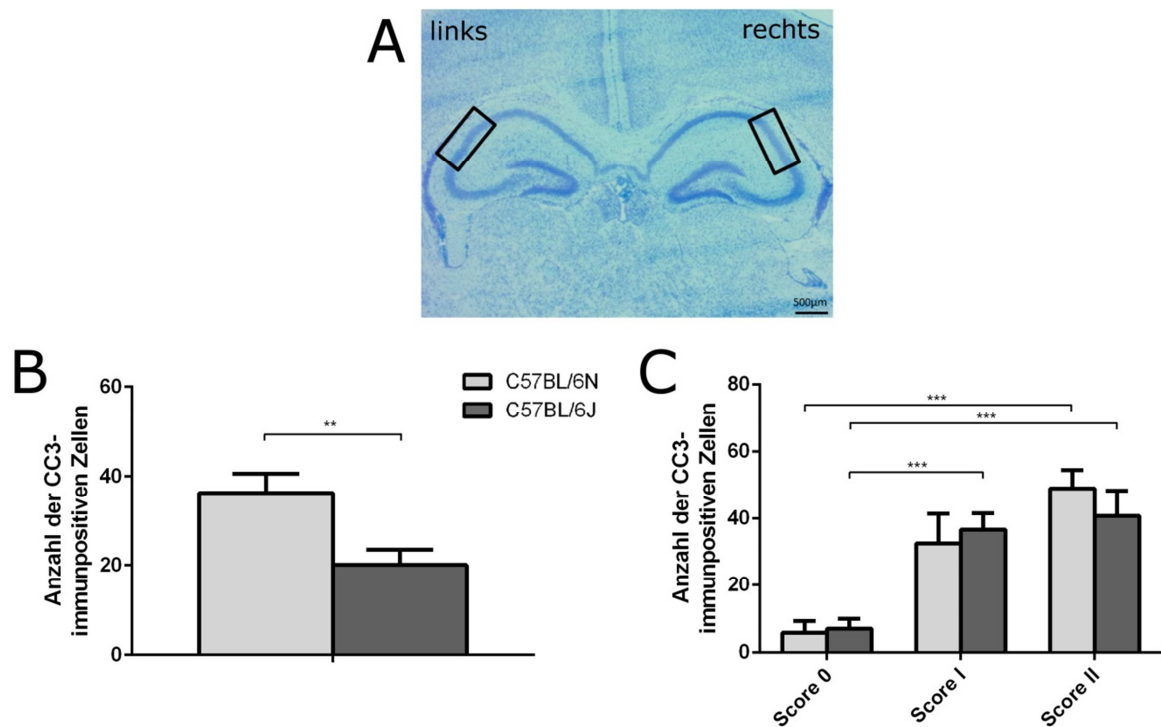 A
links
rechts
500µm
B
Anzahl der CC3-
immunpositiven Zellen
60
40
20
0
**
C57BL/6N
C57BL/6J
C
Anzahl der CC3-
immunpositiven Zellen
80
60
40
20
0
***
***
***
Score 0
Score I
Score II